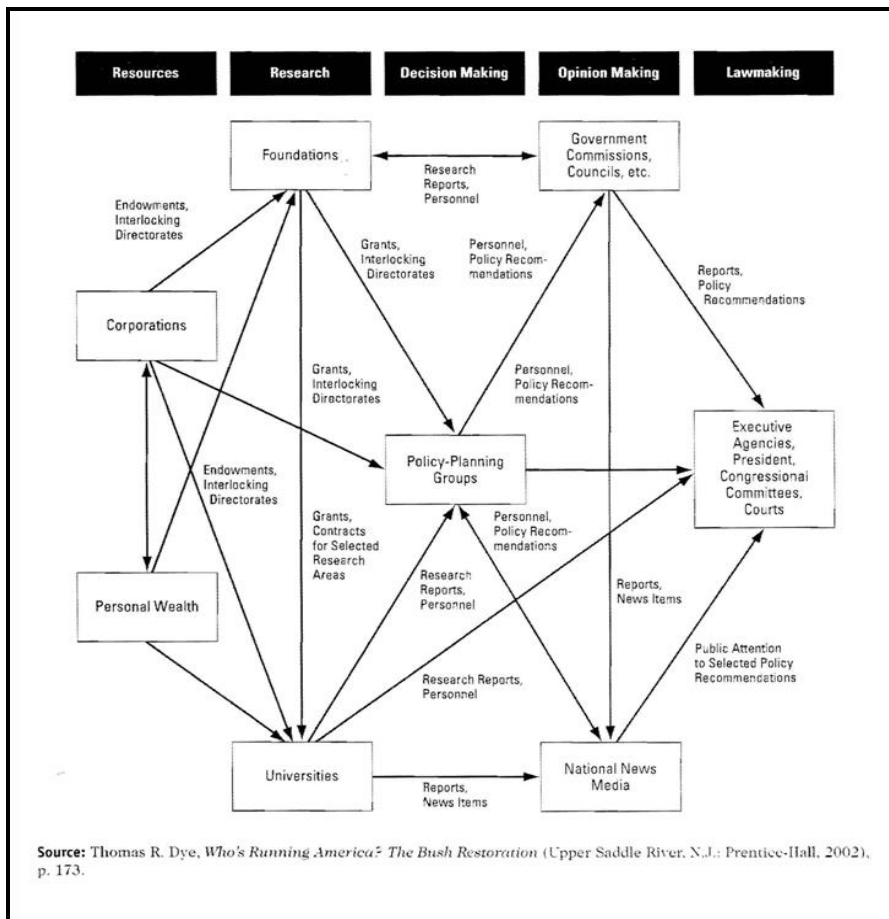 Resources
Research
Decision Making
Opinion Making
Lawmaking
Foundations
Government
Commissions,
Councils, etc.
Research
Reports,
Personnel
Endowments,
Interlocking
Directorates
Grants,
Interlocking
Directorates
Personnel,
Policy Recom-
mendations
Reports,
Policy
Recommendations
Corporations
Grants,
Interlocking
Directorates
Personnel,
Policy Recom-
mendations
Policy-Planning
Groups
Executive
Agencies,
President,
Congressional
Committees,
Courts
Endowments,
Interlocking
Directorates
Grants,
Contracts
for Selected
Research
Areas
Personnel,
Policy Recom-
mendations
Personal Wealth
Research
Reports,
Personnel
Reports,
News Items
Research Reports,
Personnel
Public Attention
to Selected Policy
Recommendations
Universities
Reports,
News Items
National News
Media
Source: Thomas R. Dye, Who's Running America? The Bush Restoration (Upper Saddle River, N.J.: Prentice-Hall, 2002),
p. 173.